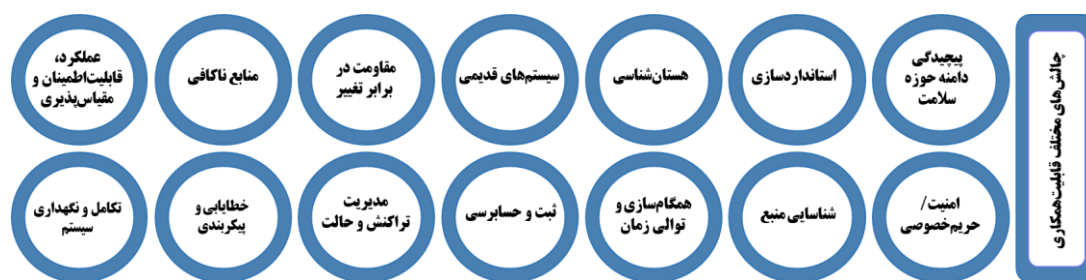 چالش‌های مختلف قابلیت‌همکاری
پیچیدگی
دامنه حوزه
سلامت
استانداردسازی
هستان‌شناسی
سیستم‌های قدیمی
مقاومت در
برابر تغییر
منابع ناکافی
عملکرد،
قابلیت‌اطمینان و
مقیاس‌پذیری
امنیت/
حریم‌خصوصی
شناسایی منبع
همگام‌سازی و
توالی زمان
ثبت و حسابرسی
مدیریت
تراکنش و حالت
خطایابی و
پیکربندی
تکامل و نگهداری
سیستم